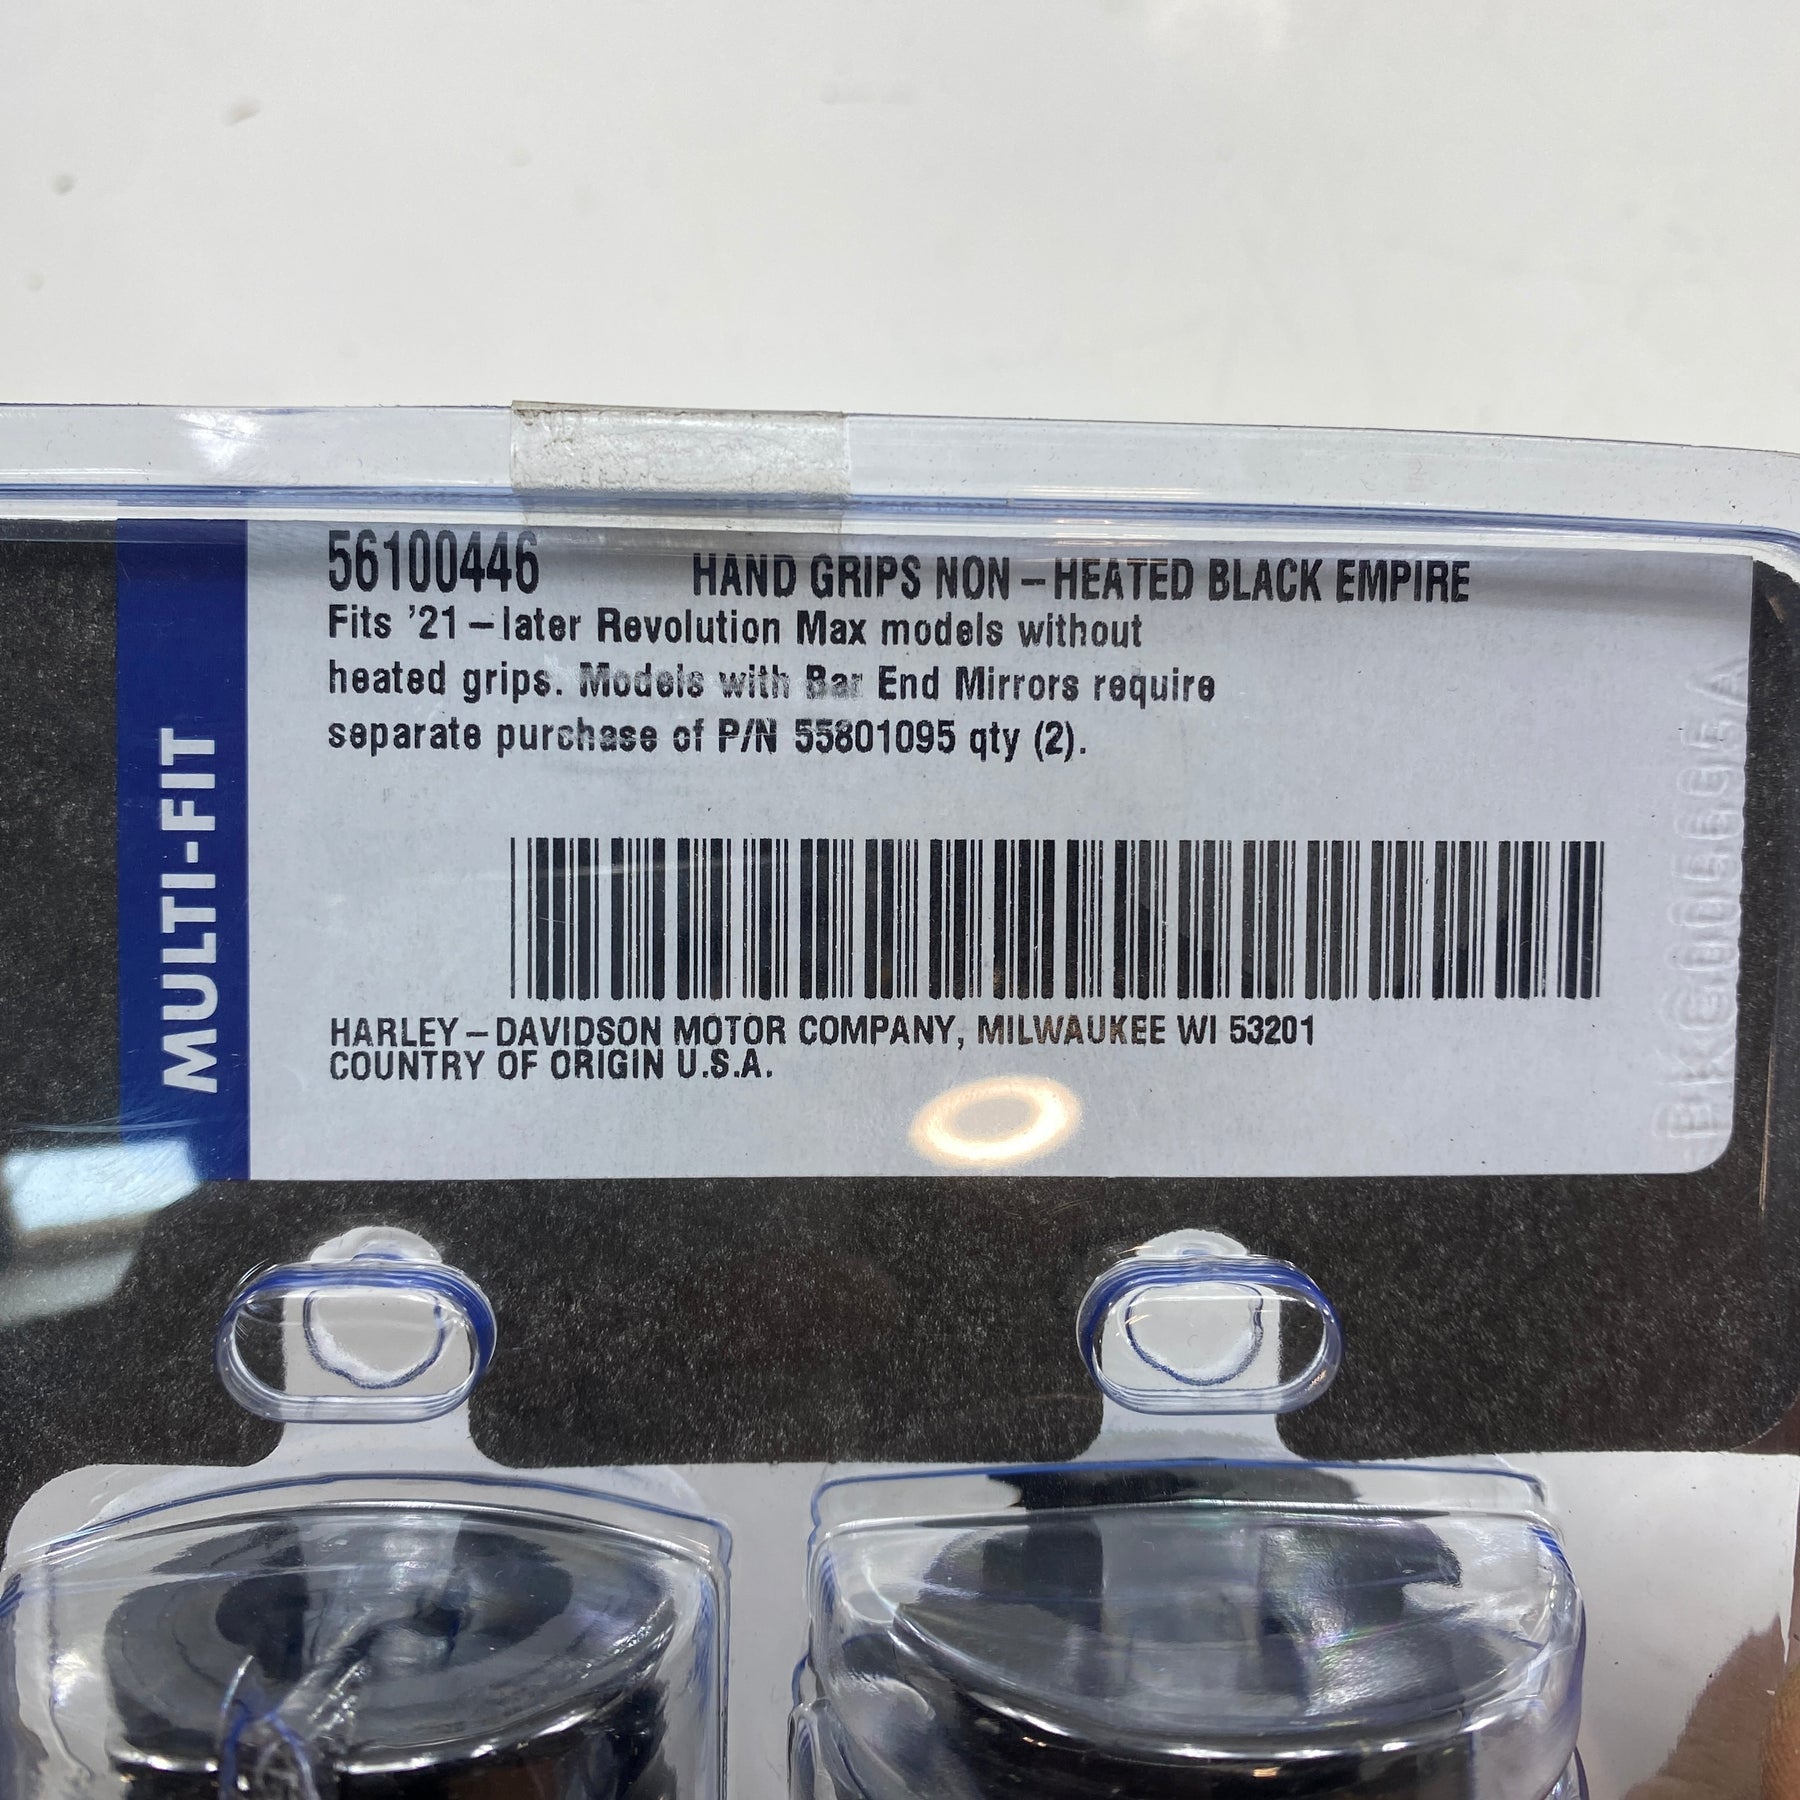 56100446 HAND GRIPS NON-HEATED BLACK EMPIRE
Fits '21-later Revolution Max models without
heated grips. Models with Bar End Mirrors require
separate purchase of P/N 55801095 qty (2).
MULTI-FIT
HARLEY-DAVIDSON MOTOR COMPANY, MILWAUKEE WI 53201
COUNTRY OF ORIGIN U.S.A.